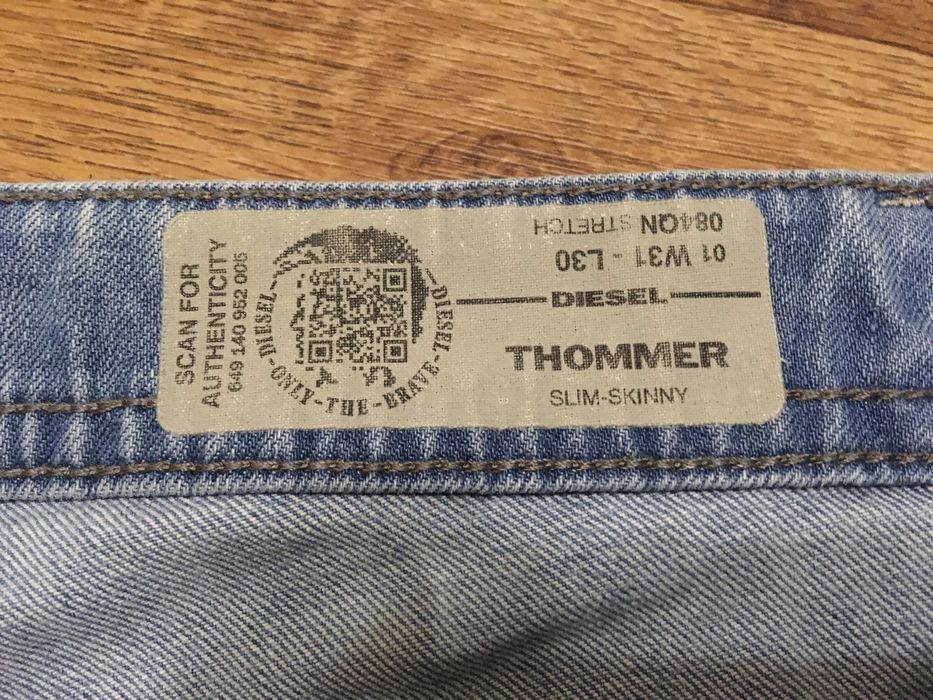 SCAN FOR
AUTHENTICITY
649 140 952 005
DIESEL-ONLY-THE-BRAVE-DIESEL
084QN STRETCH
01 W31 - L30
DIESEL
THOMMER
SLIM-SKINNY